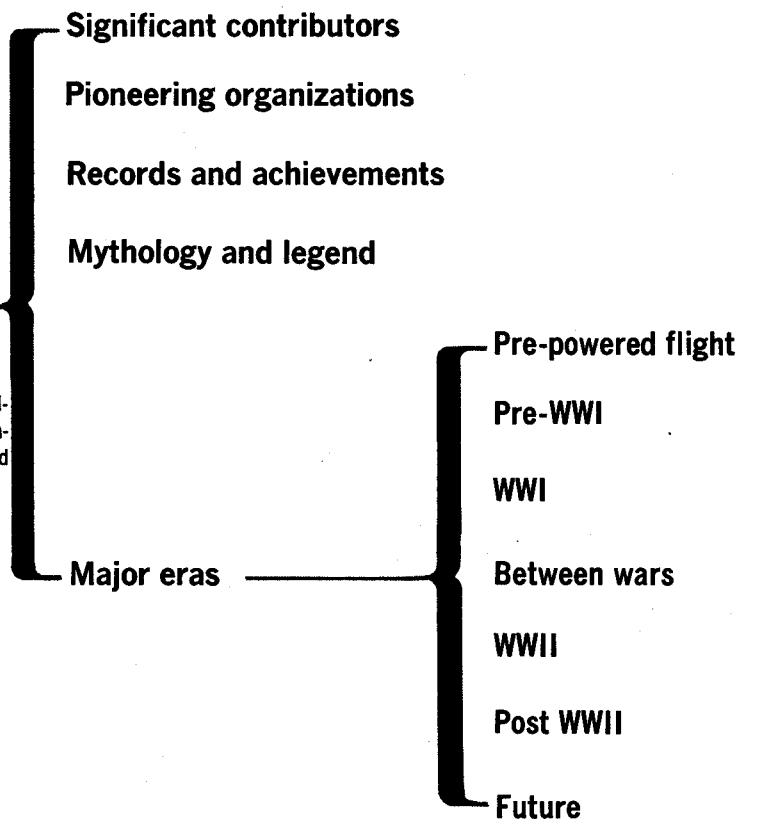 Significant contributors
Pioneering organizations
Records and achievements
Mythology and legend
Pre-powered flight
Pre-WWI
WWI
Major eras
Between wars
WWII
Post WWII
Future